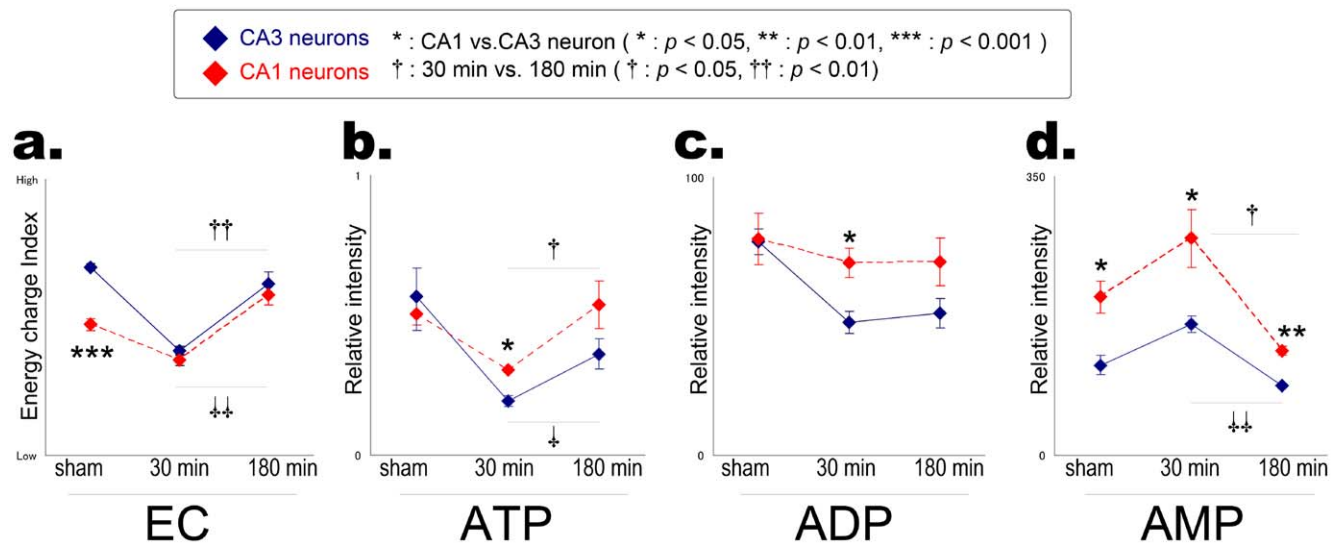 CA3 neurons * : CA1 vs.CA3 neuron ( * : p < 0.05, ** : p < 0.01, *** : p < 0.001 )
CA1 neurons † : 30 min vs. 180 min ( † : p < 0.05, †† : p < 0.01)
a.
High
Energy charge Index
††
***
††
Low
sham 30 min 180 min
EC
b.
1
Relative intensity
†
*
†
0
sham 30 min 180 min
ATP
c.
100
Relative intensity
*
0
sham 30 min 180 min
ADP
d.
350
Relative intensity
*
†
*
**
††
0
sham 30 min 180 min
AMP